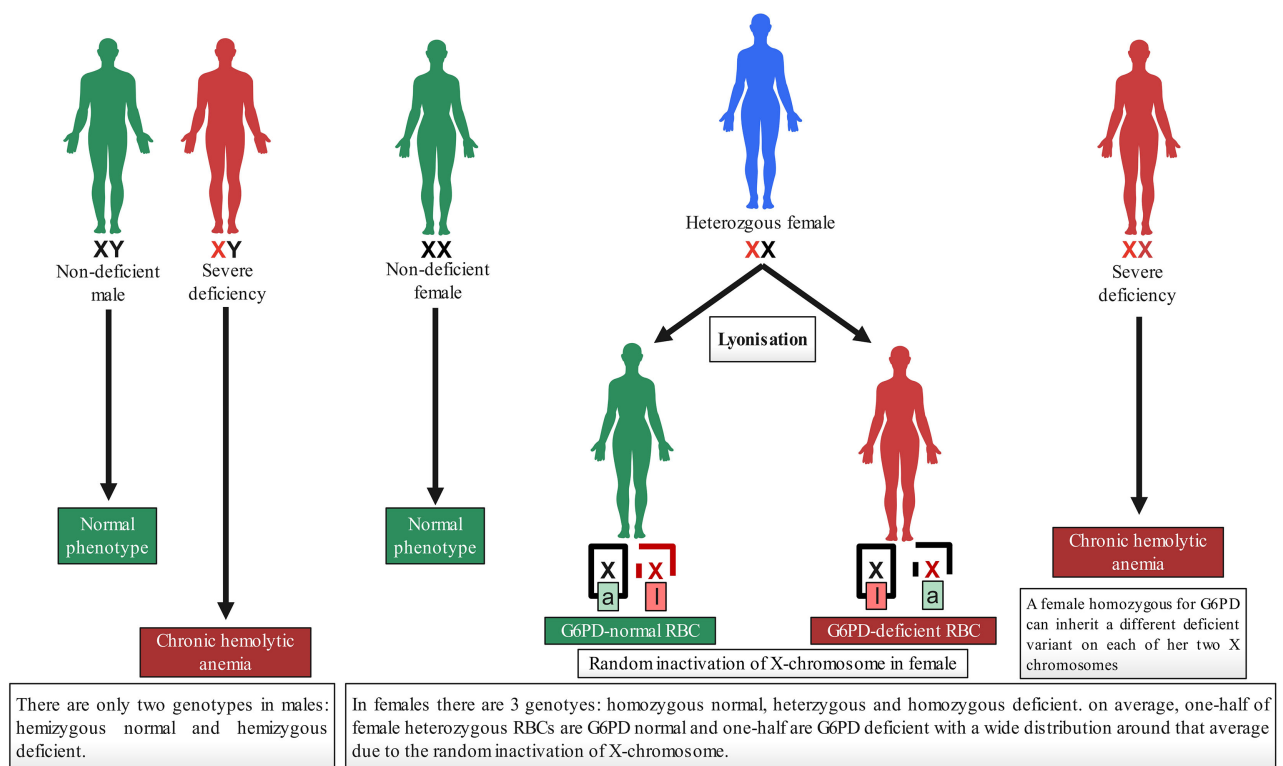 XY
Non-deficient
male
XY
Severe
deficiency
XX
Non-deficient
female
Heterozgous female
XX
Lyonisation
XX
Severe
deficiency
Normal
phenotype
Chronic hemolytic
anemia
Normal
phenotype
X
a
X
l
G6PD-normal RBC
X
l
X
a
G6PD-deficient RBC
Random inactivation of X-chromosome in female
Chronic hemolytic
anemia
A female homozygous for G6PD
can inherit a different deficient
variant on each of her two X
chromosomes
There are only two genotypes in males:
hemizygous normal and hemizygous
deficient.
In females there are 3 genotyes: homozygous normal, heterzygous and homozygous deficient. on average, one-half of
female heterozygous RBCs are G6PD normal and one-half are G6PD deficient with a wide distribution around that average
due to the random inactivation of X-chromosome.